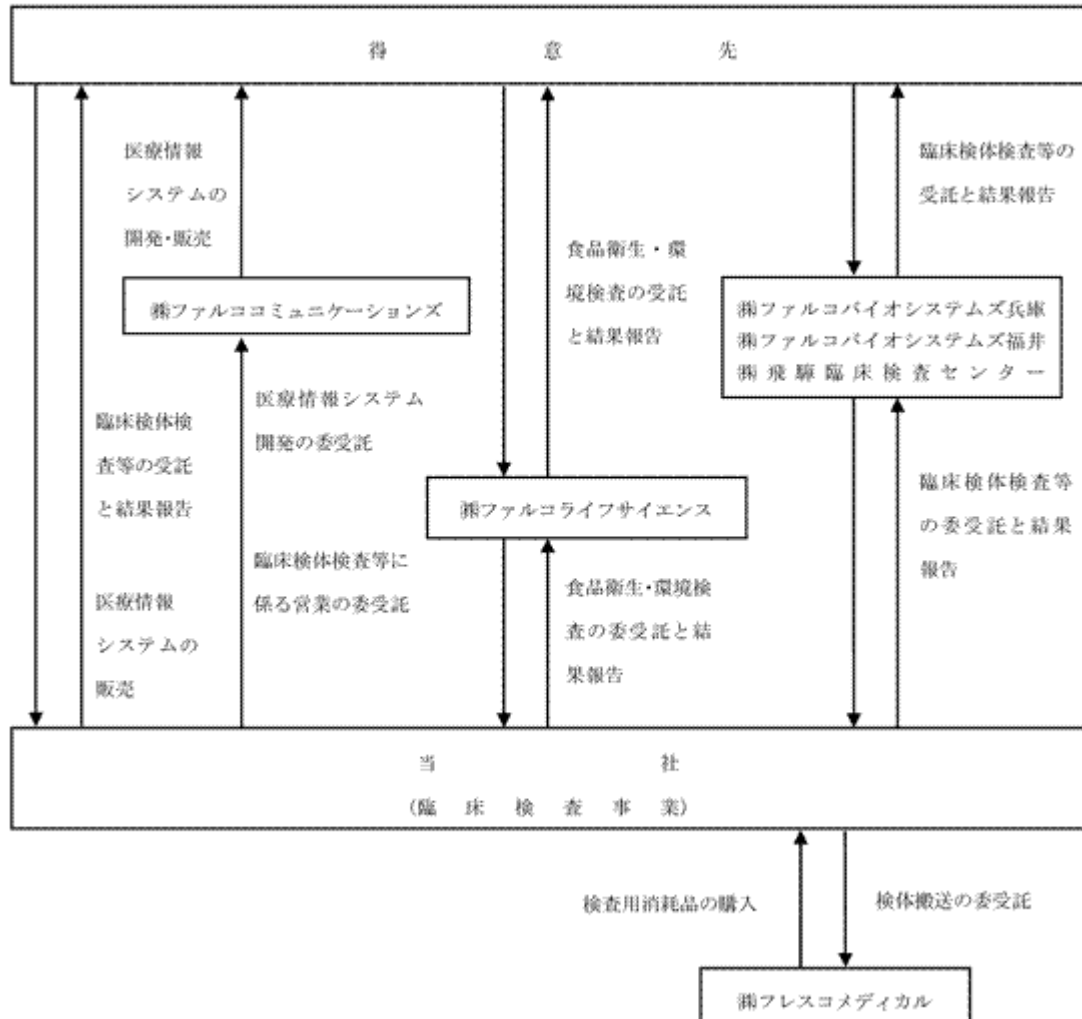 得意先
医療情報
システムの
開発・販売
臨床検体検査等の
受託と結果報告
食品衛生・環
境検査の受託
と結果報告
㈱ファルココミュニケーションズ
㈱ファルコバイオシステムズ兵庫
㈱ファルコバイオシステムズ福井
㈱飛騨臨床検査センター
臨床検体検
査等の受託
と結果報告
医療情報システム
開発の委受託
㈱ファルコライフサイエンス
臨床検体検査等
の委受託と結果
報告
医療情報
システムの
販売
臨床検体検査等に
係る営業の委受託
食品衛生・環境検
査の委受託と結
果報告
当社
(臨床検査事業)
検査用消耗品の購入
検体搬送の委受託
㈱フレスコメディカル